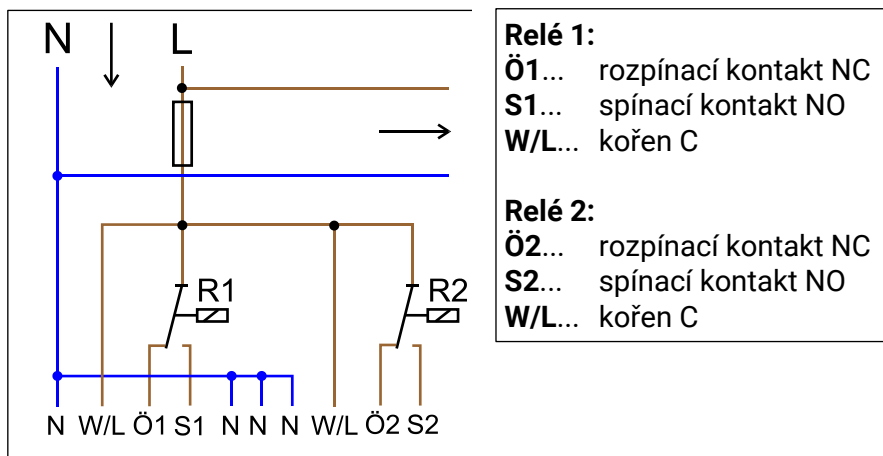 N L
R1 R2
N W/L Ö1 S1 N N N W/L Ö2 S2
Relé 1:
Ö1... rozpínací kontakt NC
S1... spínací kontakt NO
W/L... kořen C
Relé 2:
Ö2... rozpínací kontakt NC
S2... spínací kontakt NO
W/L... kořen C